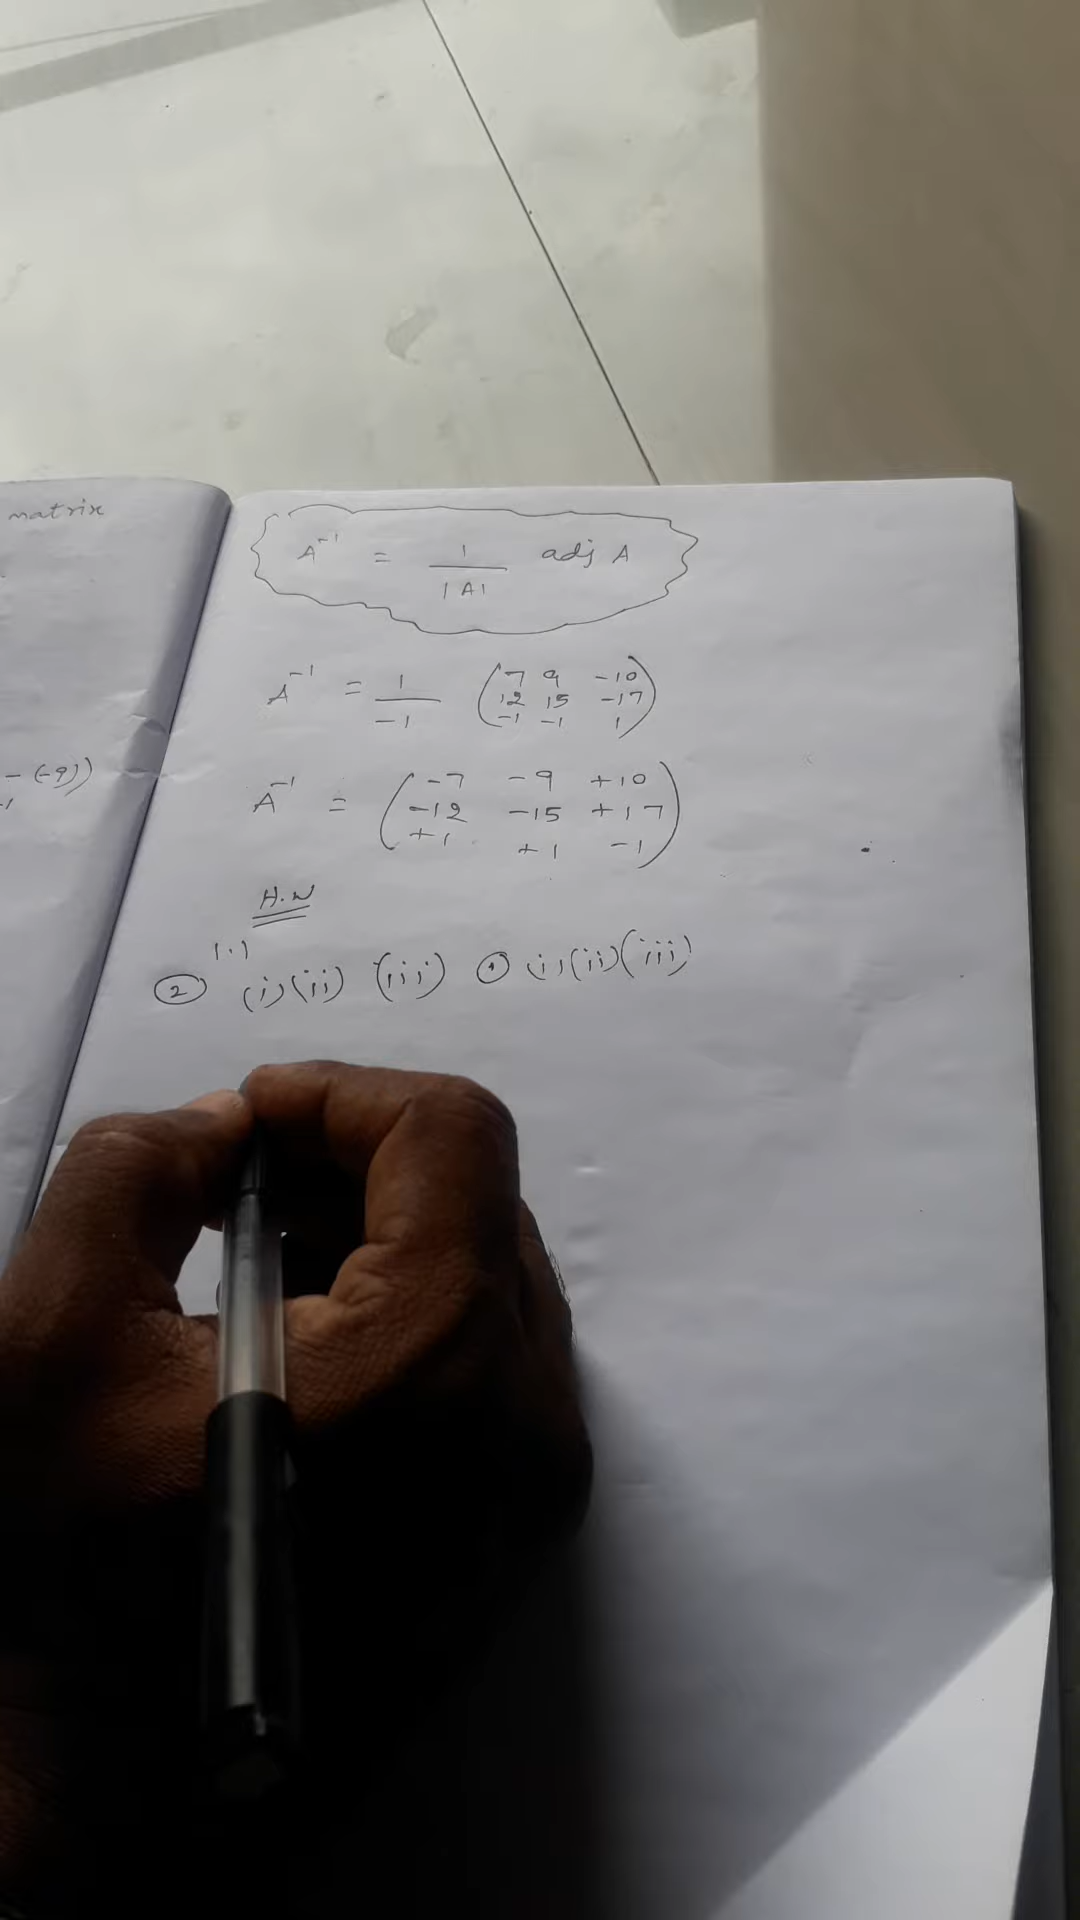 matrix
- (-9))
A⁻¹ = 1/|A| adj A
A⁻¹ = 1/-1 (7 9 -10
12 15 -17
-1 -1 1)
A⁻¹ = (-7 -9 +10
-12 -15 +17
+1 +1 -1)
H.W
1.1
② (i) (ii) (iii) ① (i) (ii) (iii)